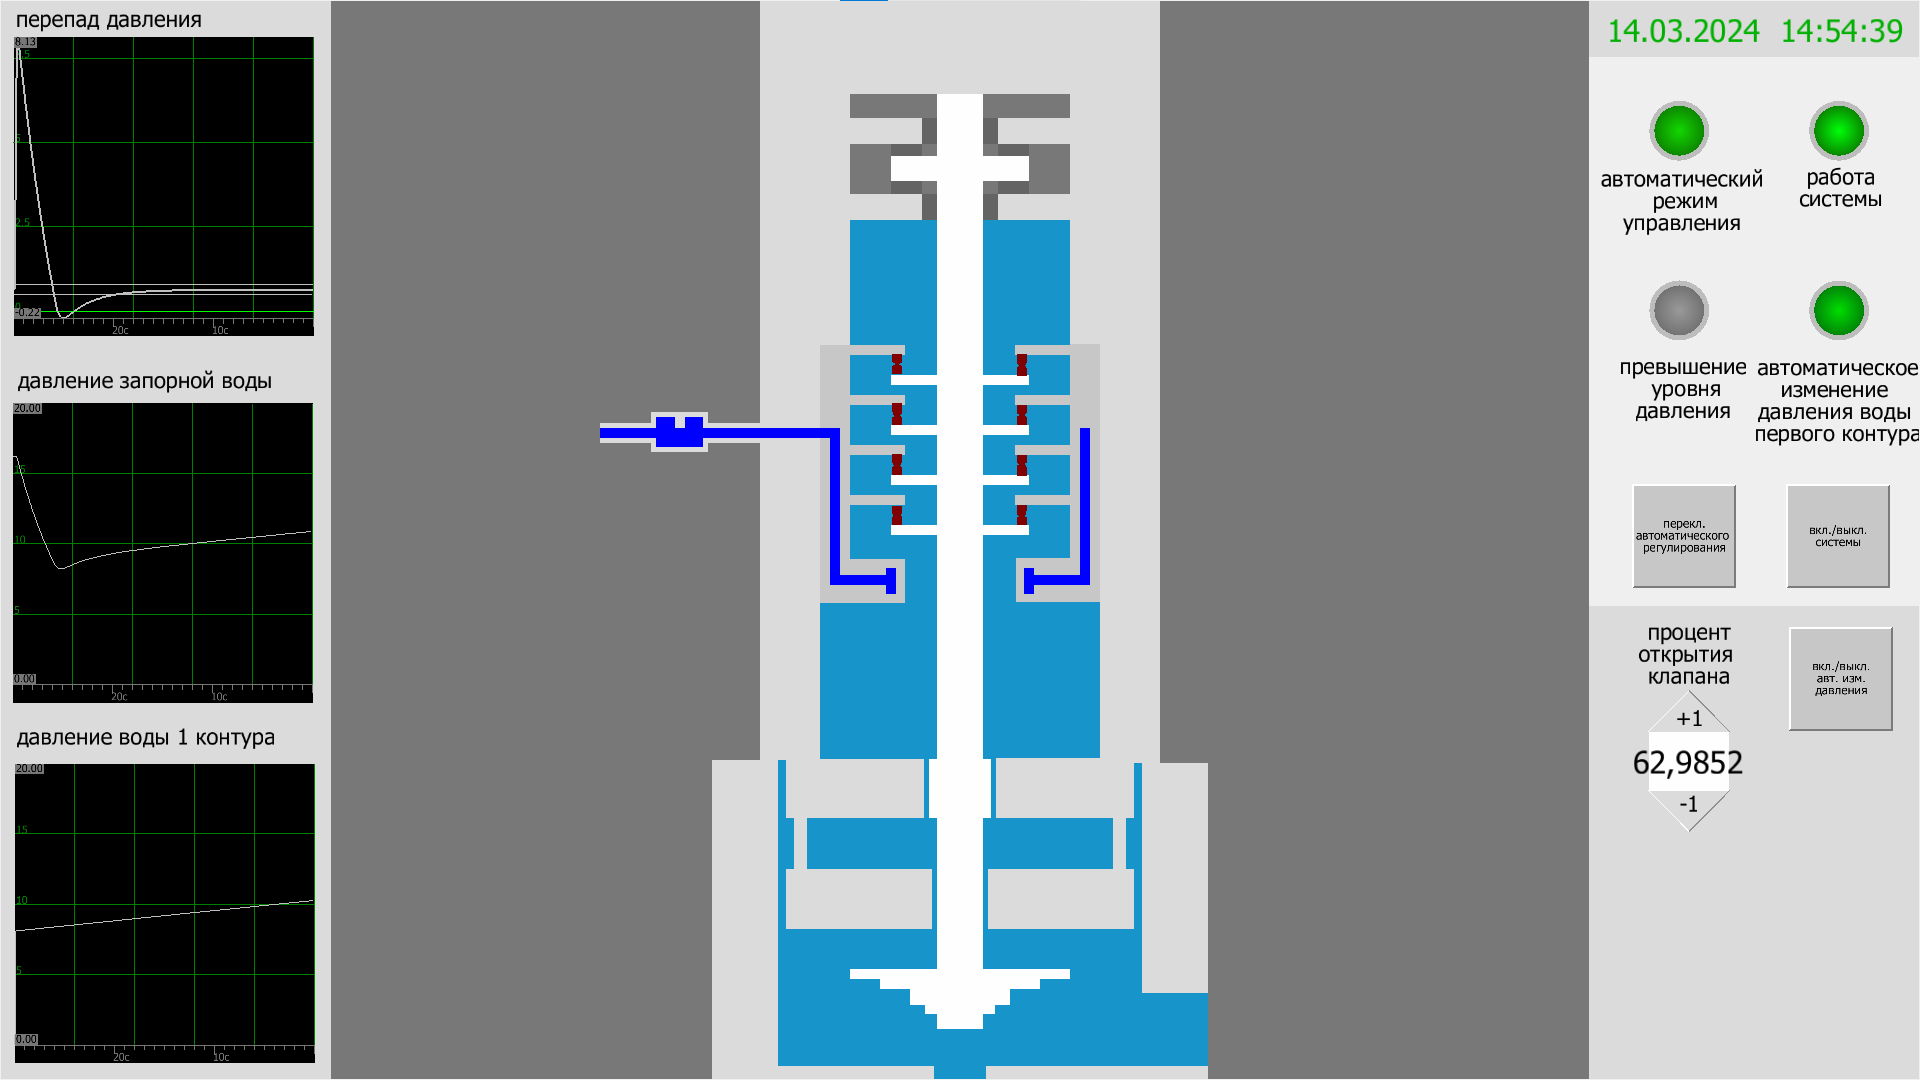 перепад давления
8.13
5
2.5
0
-0.22
20с
10с
давление запорной воды
20.00
15
10
5
0.00
20с
10с
давление воды 1 контура
20.00
15
10
5
0.00
20с
10с
14.03.2024 14:54:39
автоматический
режим
управления
работа
системы
превышение
уровня
давления
автоматическое
изменение
давления воды
первого контура
перекл.
автоматического
регулирования
вкл./выкл.
системы
процент
открытия
клапана
+1
62,9852
-1
вкл./выкл.
авт. изм.
давления